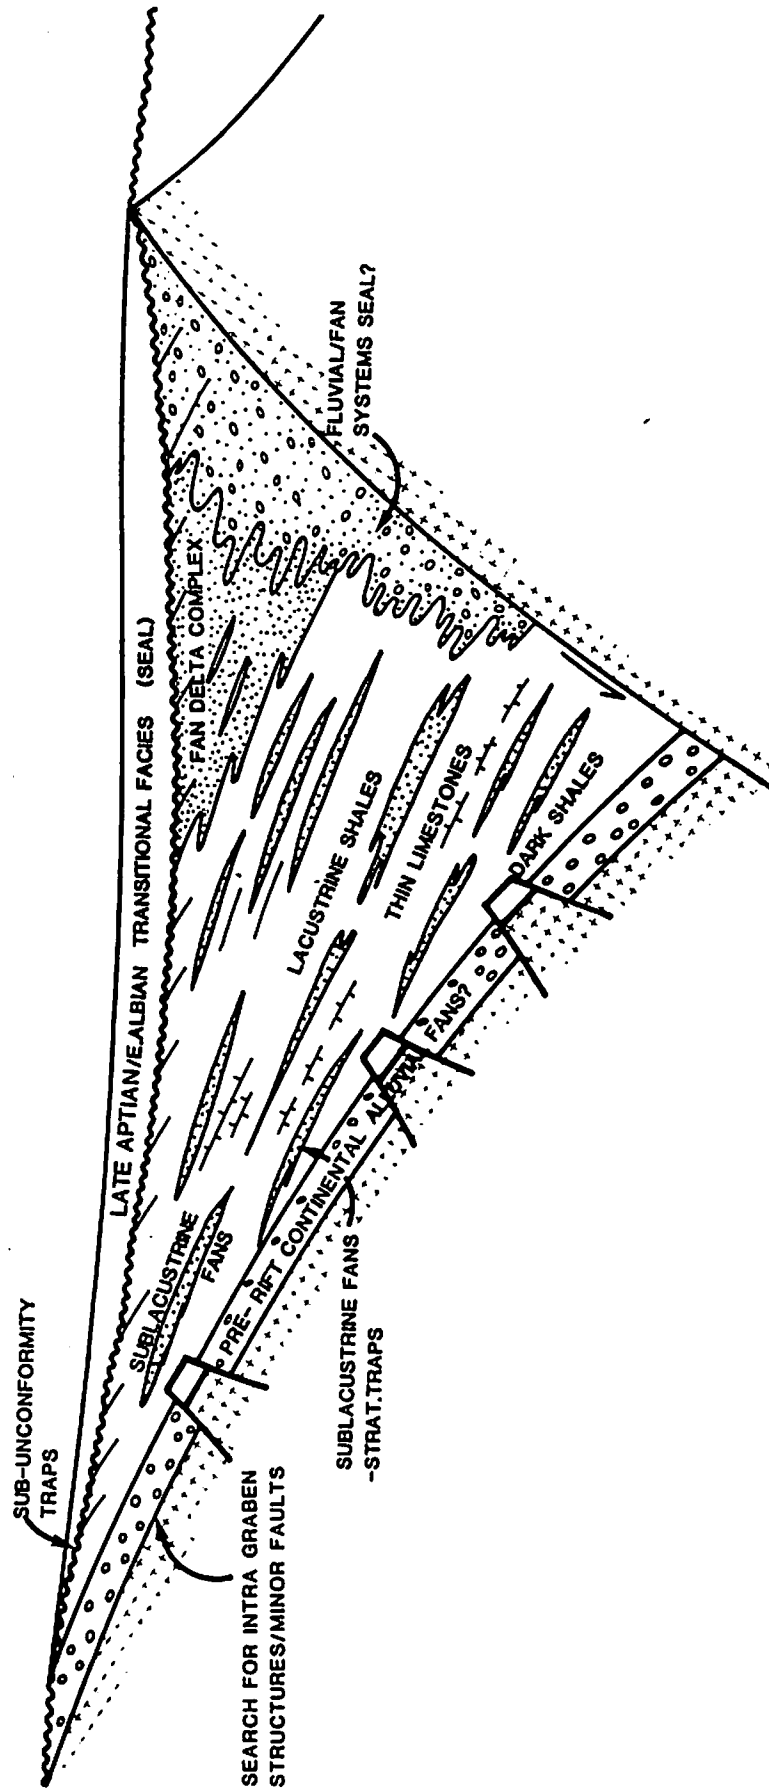 SUB-UNCONFORMITY
TRAPS
LATE APTIAN/E.ALBIAN TRANSITIONAL FACIES (SEAL)
FAN DELTA COMPLEX
FLUVIAL/FAN
SYSTEMS SEAL?
SUBLACUSTRINE
FANS
LACUSTRINE SHALES
THIN LIMESTONES
DARK SHALES
PRE-RIFT CONTINENTAL ALLUVIAL FANS?
SUBLACUSTRINE FANS
-STRAT.TRAPS
SEARCH FOR INTRA GRABEN
STRUCTURES/MINOR FAULTS